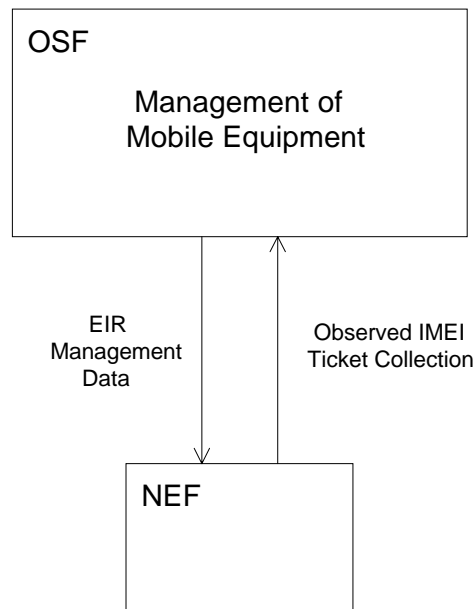 OSF
Management of
Mobile Equipment
EIR
Management
Data
Observed IMEI
Ticket Collection
NEF